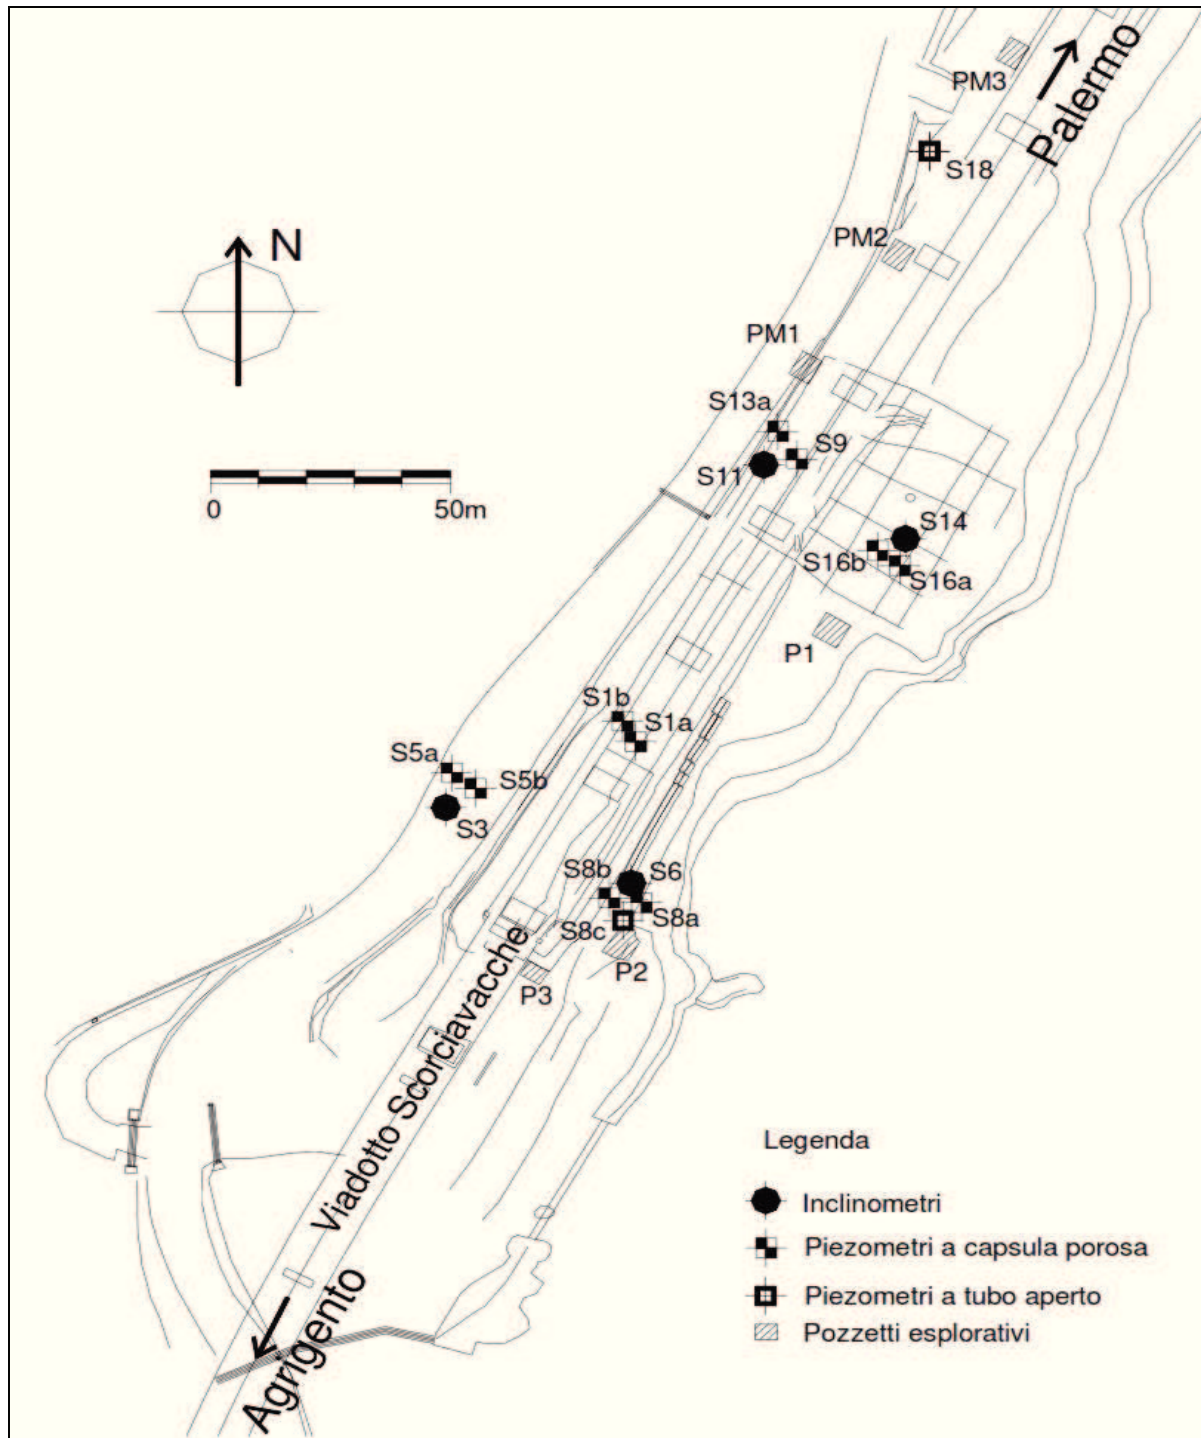 Palermo
PM3
S18
N
PM2
PM1
S13a
S9
S11
0 50m
S14
S16b
S16a
P1
S1b
S1a
S5a
S5b
S3
S8b
S6
S8a
S8c
P2
P3
Viadotto Scorciavacche
Agrigento
Legenda
Inclinometri
Piezometri a capsula porosa
Piezometri a tubo aperto
Pozzetti esplorativi